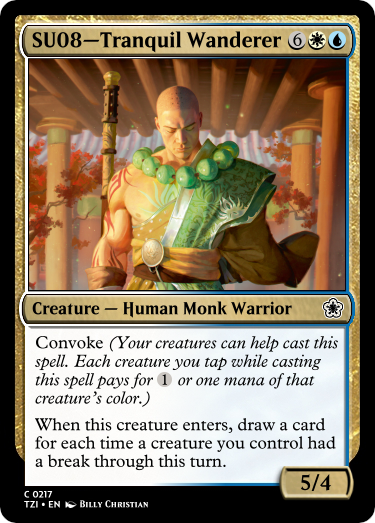 SU08—Tranquil Wanderer 6
Creature — Human Monk Warrior
Convoke (Your creatures can help cast this
spell. Each creature you tap while casting
this spell pays for 1 or one mana of that
creature's color.)
When this creature enters, draw a card
for each time a creature you control had
a break through this turn.
5/4
C 0217
TZI • EN Billy Christian